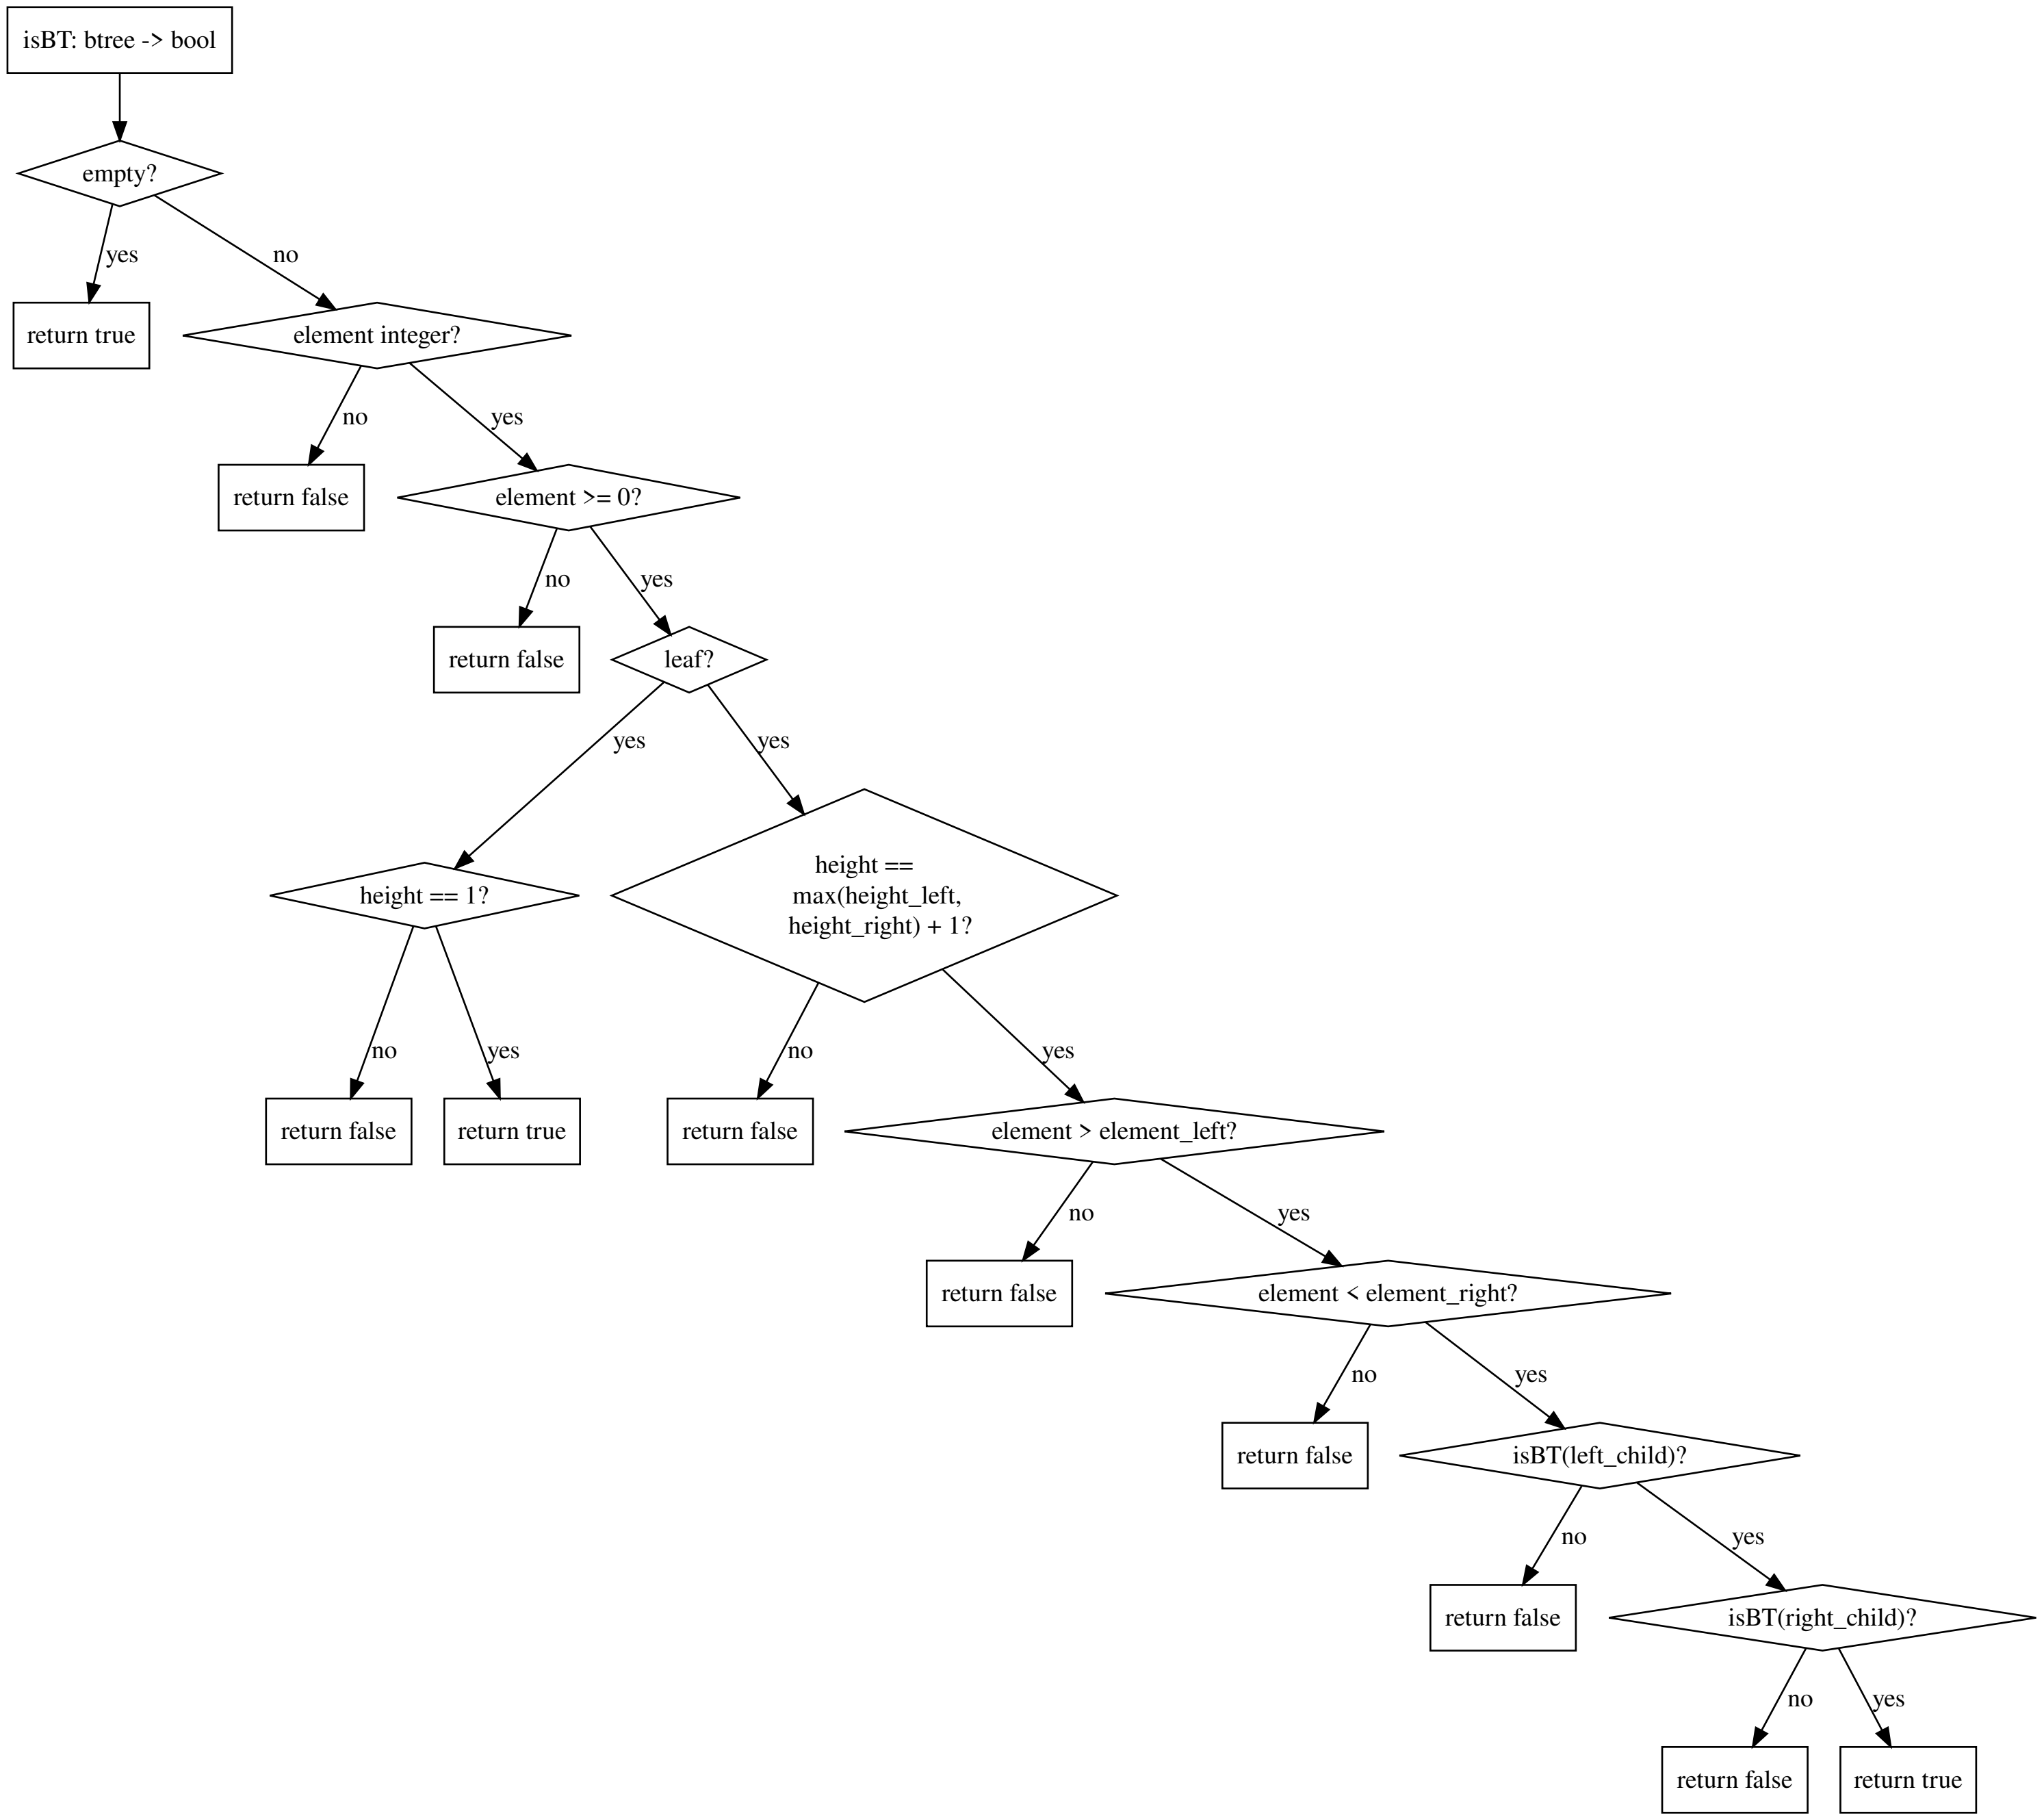 isBT: btree -> bool
empty?
yes
no
return true
element integer?
no
yes
return false
element >= 0?
no
yes
return false
leaf?
yes
yes
height == 1?
height ==
max(height_left,
height_right) + 1?
no
yes
no
yes
return false
return true
return false
element > element_left?
no
yes
return false
element < element_right?
no
yes
return false
isBT(left_child)?
no
yes
return false
isBT(right_child)?
no
yes
return false
return true